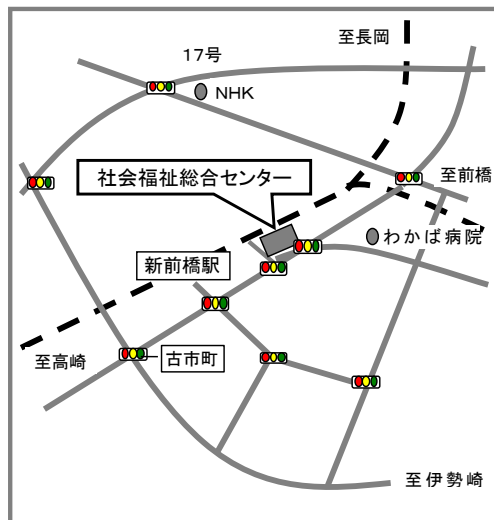 至長岡
17号
NHK
社会福祉総合センター
至前橋
わかば病院
新前橋駅
至高崎
古市町
至伊勢崎